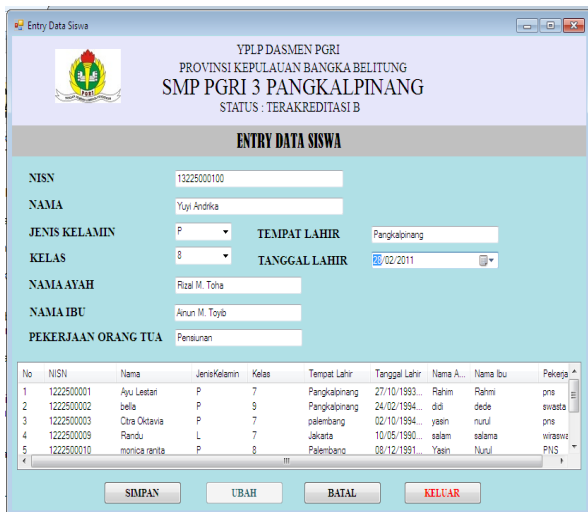 Entry Data Siswa
YPLP DASMEN PGRI
PROVINSI KEPULAUAN BANGKA BELITUNG
SMP PGRI 3 PANGKALPINANG
STATUS : TERAKREDITASI B
PGRI
ENTRY DATA SISWA
NISN 13225000100
NAMA Yuyi Andrika
JENIS KELAMIN P TEMPAT LAHIR Pangkalpinang
KELAS 8 TANGGAL LAHIR 28/02/2011
NAMA AYAH Rizal M. Toha
NAMA IBU Ainun M. Toyib
PEKERJAAN ORANG TUA Pensiunan
No NISN Nama JenisKelamin Kelas Tempat Lahir Tanggal Lahir Nama A... Nama Ibu Pekerja
1 1222500001 Ayu Lestari P 7 Pangkalpinang 27/10/1993... Rahim Rahmi pns
2 1222500002 bella P 9 Pangkalpinang 24/02/1994... didi dede swasta
3 1222500003 Citra Oktavia P 7 palembang 02/10/1994... yasin nurul pns
4 1222500009 Randu L 7 Jakarta 10/05/1990... salam salama wiraswa
5 1222500010 monica ranita P 8 Palembang 08/12/1991... Yasin Nurul PNS
SIMPAN UBAH BATAL KELUAR